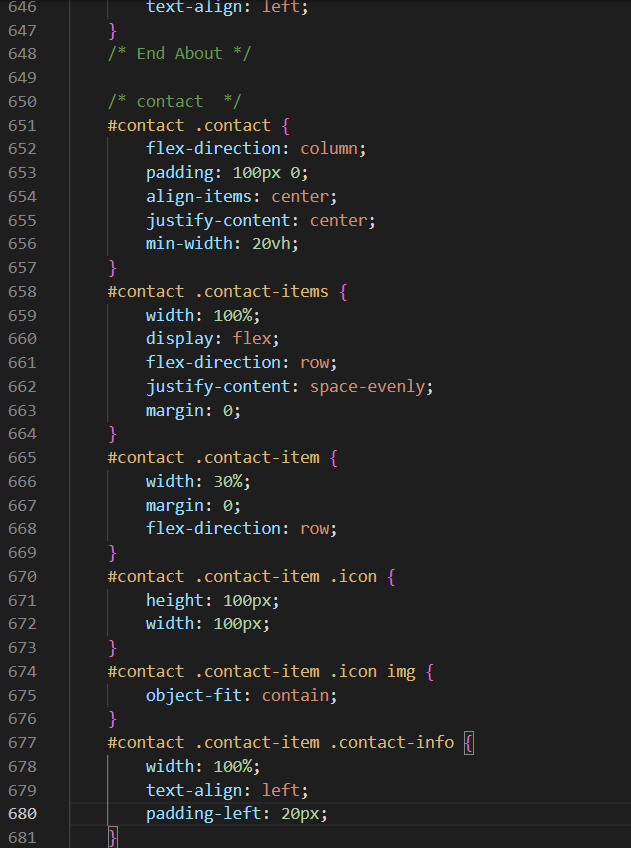 646 text-align: left;
647 }
648 /* End About */
649
650 /* contact  */
651 #contact .contact {
652 flex-direction: column;
653 padding: 100px 0;
654 align-items: center;
655 justify-content: center;
656 min-width: 20vh;
657 }
658 #contact .contact-items {
659 width: 100%;
660 display: flex;
661 flex-direction: row;
662 justify-content: space-evenly;
663 margin: 0;
664 }
665 #contact .contact-item {
666 width: 30%;
667 margin: 0;
668 flex-direction: row;
669 }
670 #contact .contact-item .icon {
671 height: 100px;
672 width: 100px;
673 }
674 #contact .contact-item .icon img {
675 object-fit: contain;
676 }
677 #contact .contact-item .contact-info {
678 width: 100%;
679 text-align: left;
680 padding-left: 20px;
681 }